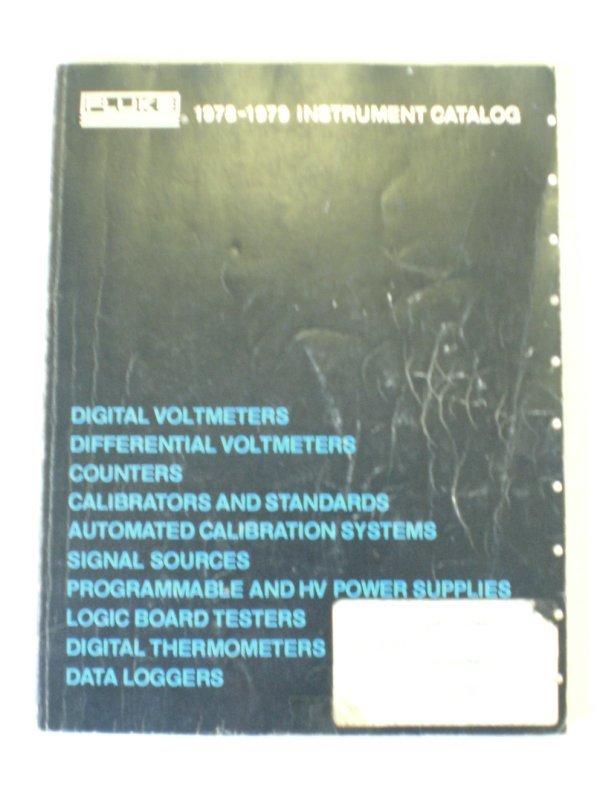 FLUKE ® 1978-1979 INSTRUMENT CATALOG
DIGITAL VOLTMETERS
DIFFERENTIAL VOLTMETERS
COUNTERS
CALIBRATORS AND STANDARDS
AUTOMATED CALIBRATION SYSTEMS
SIGNAL SOURCES
PROGRAMMABLE AND HV POWER SUPPLIES
LOGIC BOARD TESTERS
DIGITAL THERMOMETERS
DATA LOGGERS